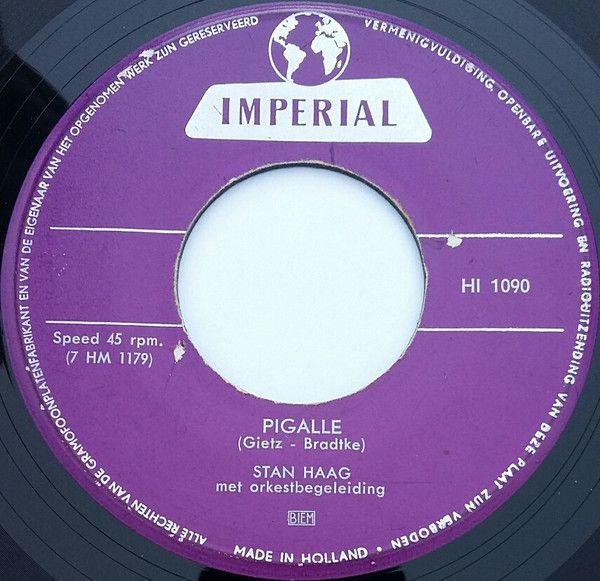 ALLE RECHTEN VAN DE GRAMOFOONPLATENFABRIKANT EN VAN DE EIGENAAR VAN HET OPGENOMEN WERK ZIJN GERESERVEERD
VERMENIGVULDIGING, OPENBARE UITVOERING EN RADIOUITZENDING VAN DEZE PLAAT ZIJN VERBODEN
IMPERIAL
HI 1090
Speed 45 rpm.
(7 HM 1179)
PIGALLE
(Gietz - Bradtke)
STAN HAAG
met orkestbegeleiding
BIEM
MADE IN HOLLAND •